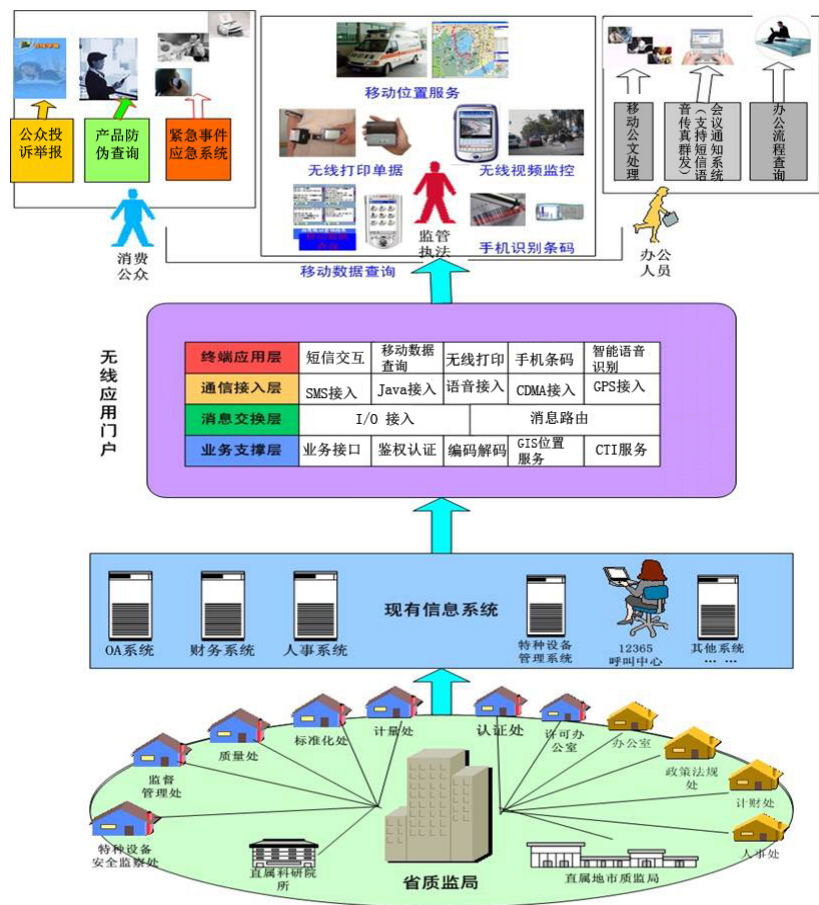 移动位置服务
公众投
诉举报
产品防
伪查询
紧急事件
应急系统
无线打印单据
无线视频监控
移动公文处理
会议通知系统
(支持短信语
音传真群发)
办公流程查询
消费
公众
监管
执法
移动数据查询
手机识别条码
办公
人员
无线应用门户
终端应用层 短信交互 移动数据查询 无线打印 手机条码 智能语音识别
通信接入层 SMS接入 Java接入 语音接入 CDMA接入 GPS接入
消息交换层 I/O 接入 消息路由
业务支撑层 业务接口 鉴权认证 编码解码 GIS位置服务 CTI服务
现有信息系统
OA系统
财务系统
人事系统
特种设备
管理系统
12365
呼叫中心
其他系统
… …
特种设备
安全监察处
监督
管理处
质量处
标准化处
计量处
认证处
许可办
公室
办公室
政策法规
处
计财处
人事处
直属科研院
所
省质监局
直属地市质监局